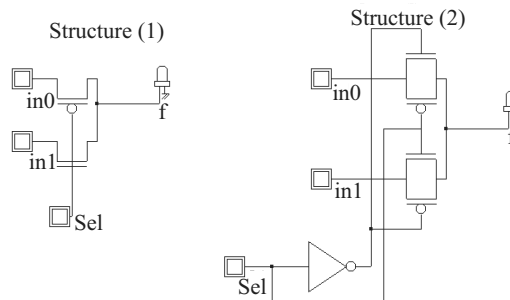 Structure (1)
in0
f
in1
Sel
Structure (2)
in0
in1
Sel